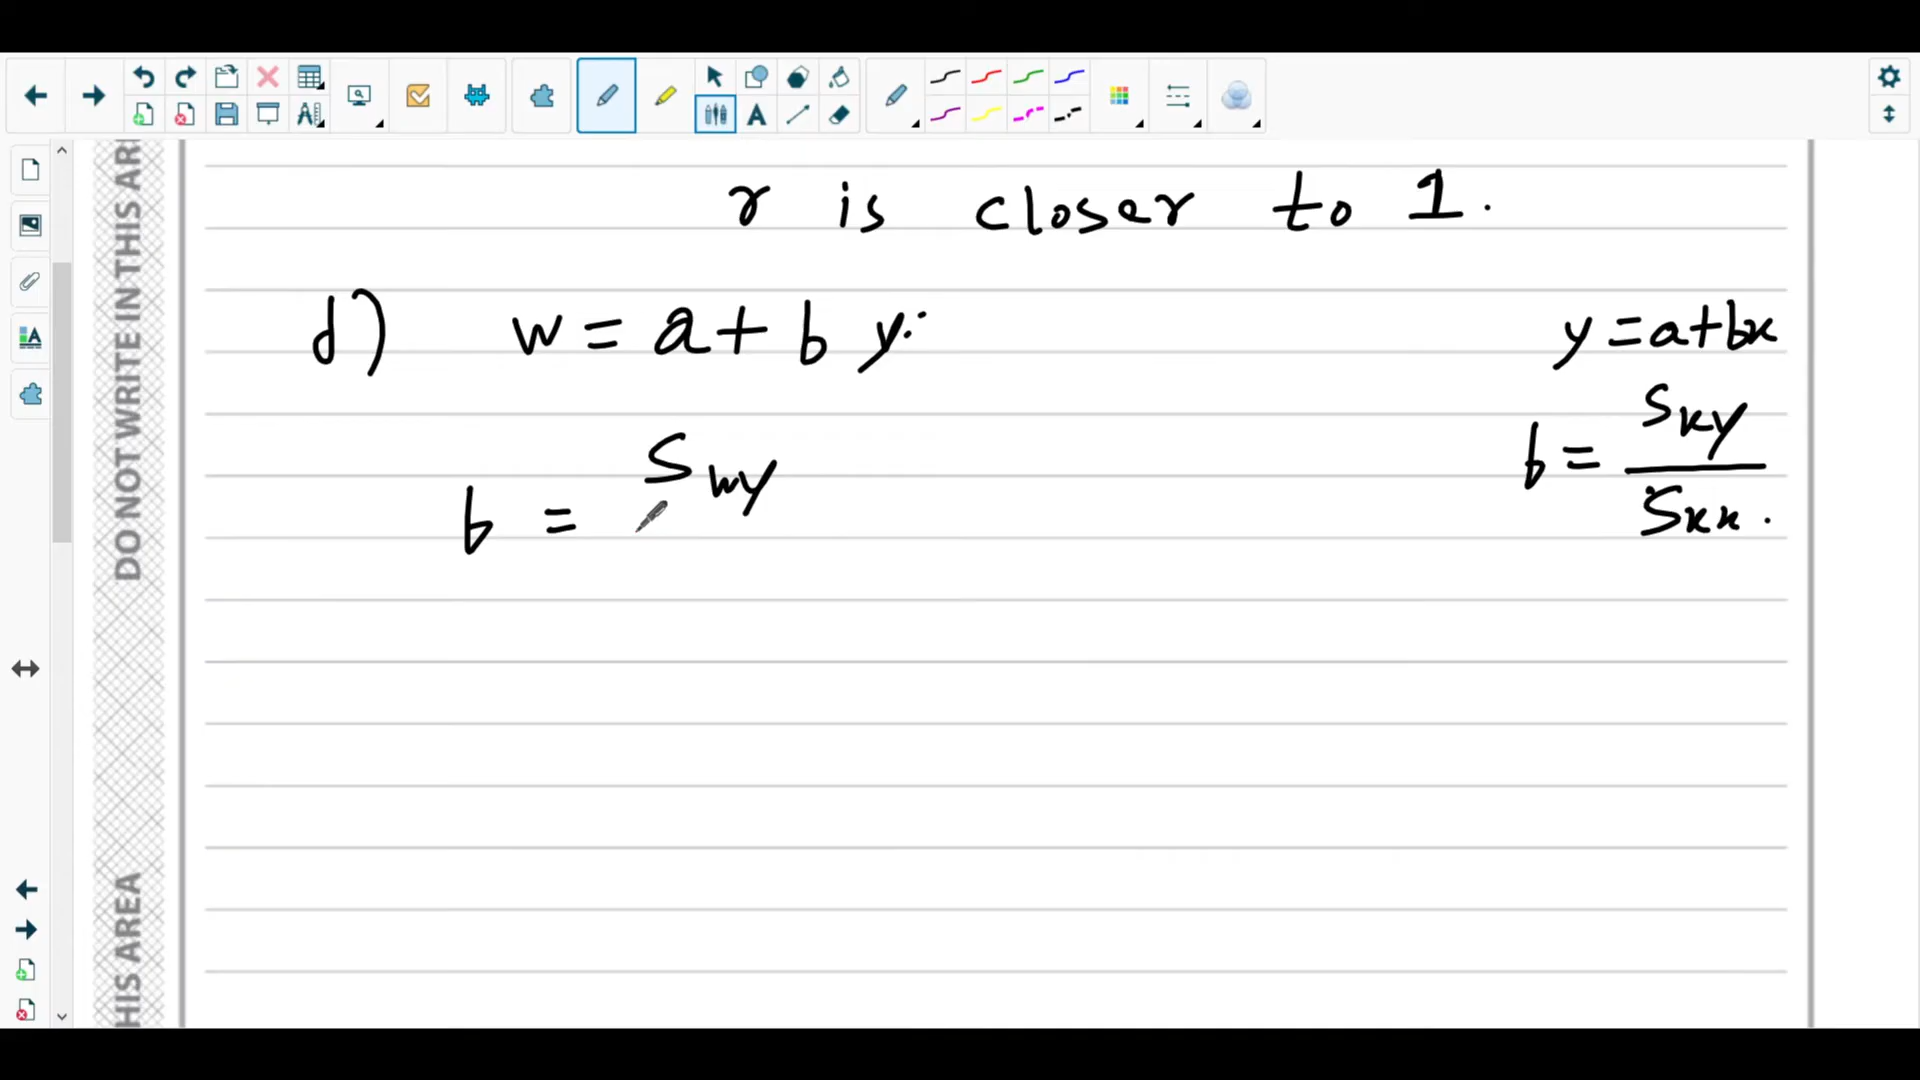 r is closer to 1.
d) w = a + b y.
y = a + bx
b = Sxy / Sxx.
b = Swy
DO NOT WRITE IN THIS AR
HIS AREA